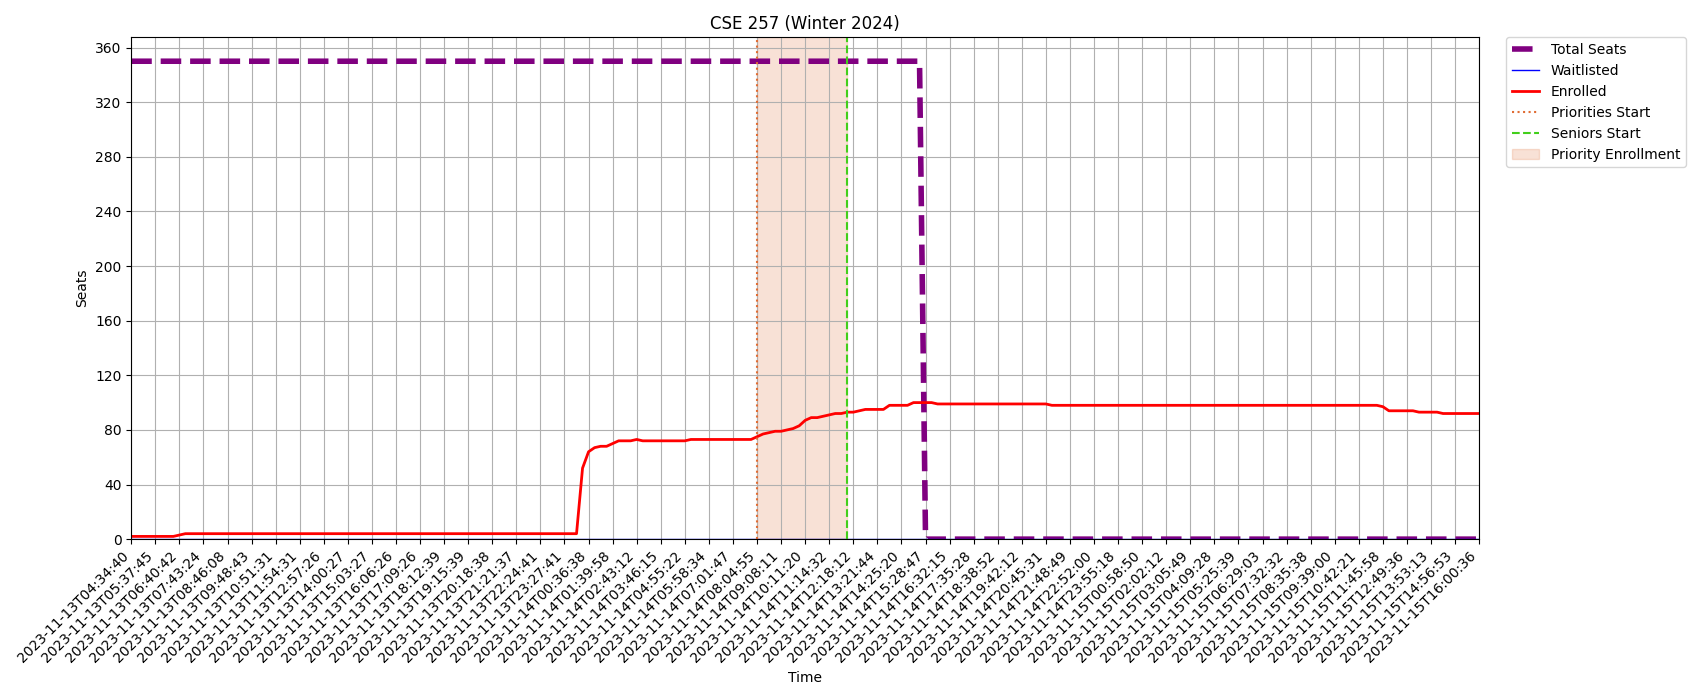 CSE 257 (Winter 2024)
360
320
280
240
200
160
120
80
40
0
Seats
2023-11-13T04:34:40
2023-11-13T05:37:45
2023-11-13T06:40:42
2023-11-13T07:43:24
2023-11-13T08:46:08
2023-11-13T09:48:43
2023-11-13T10:51:31
2023-11-13T11:54:31
2023-11-13T12:57:26
2023-11-13T14:00:27
2023-11-13T15:03:27
2023-11-13T16:06:26
2023-11-13T17:09:26
2023-11-13T18:12:39
2023-11-13T19:15:39
2023-11-13T20:18:38
2023-11-13T21:21:37
2023-11-13T22:24:41
2023-11-13T23:27:41
2023-11-14T00:36:38
2023-11-14T01:39:58
2023-11-14T02:43:12
2023-11-14T03:46:15
2023-11-14T04:55:22
2023-11-14T05:58:34
2023-11-14T07:01:47
2023-11-14T08:04:55
2023-11-14T09:08:11
2023-11-14T10:11:20
2023-11-14T11:14:32
2023-11-14T12:18:12
2023-11-14T13:21:44
2023-11-14T14:25:20
2023-11-14T15:28:47
2023-11-14T16:32:15
2023-11-14T17:35:28
2023-11-14T18:38:52
2023-11-14T19:42:12
2023-11-14T20:45:31
2023-11-14T21:48:49
2023-11-14T22:52:00
2023-11-14T23:55:18
2023-11-15T00:58:50
2023-11-15T02:02:12
2023-11-15T03:05:49
2023-11-15T04:09:28
2023-11-15T05:25:39
2023-11-15T06:29:03
2023-11-15T07:32:32
2023-11-15T08:35:38
2023-11-15T09:39:00
2023-11-15T10:42:21
2023-11-15T11:45:58
2023-11-15T12:49:36
2023-11-15T13:53:13
2023-11-15T14:56:53
2023-11-15T16:00:36
Time
Total Seats
Waitlisted
Enrolled
Priorities Start
Seniors Start
Priority Enrollment